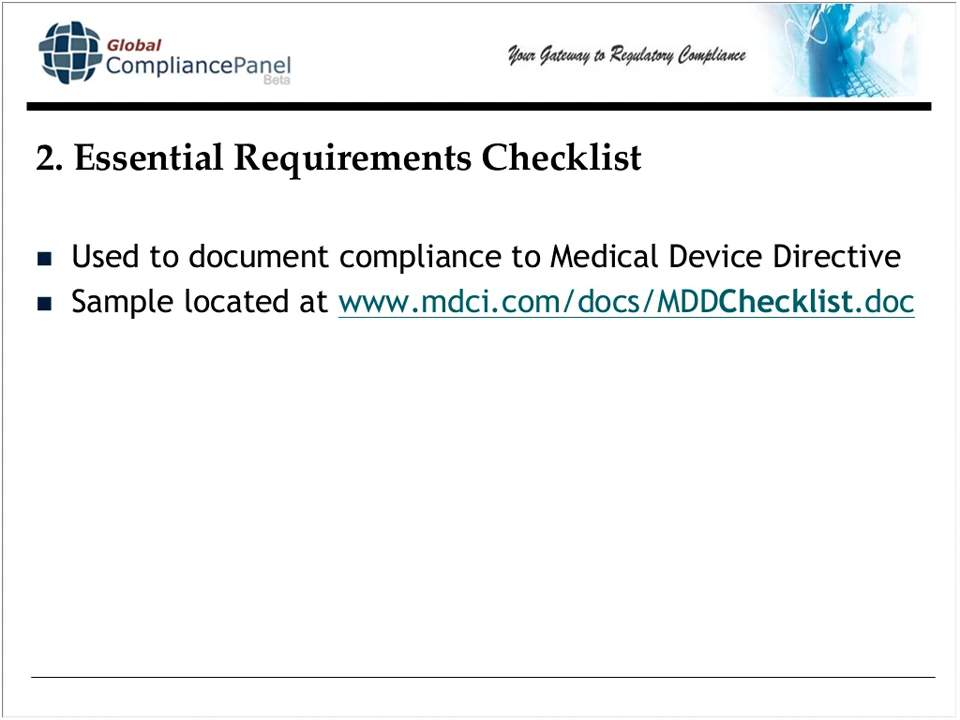 Global
CompliancePanel
Beta
Your Gateway to Regulatory Compliance
2. Essential Requirements Checklist
Used to document compliance to Medical Device Directive
Sample located at www.mdci.com/docs/MDDChecklist.doc